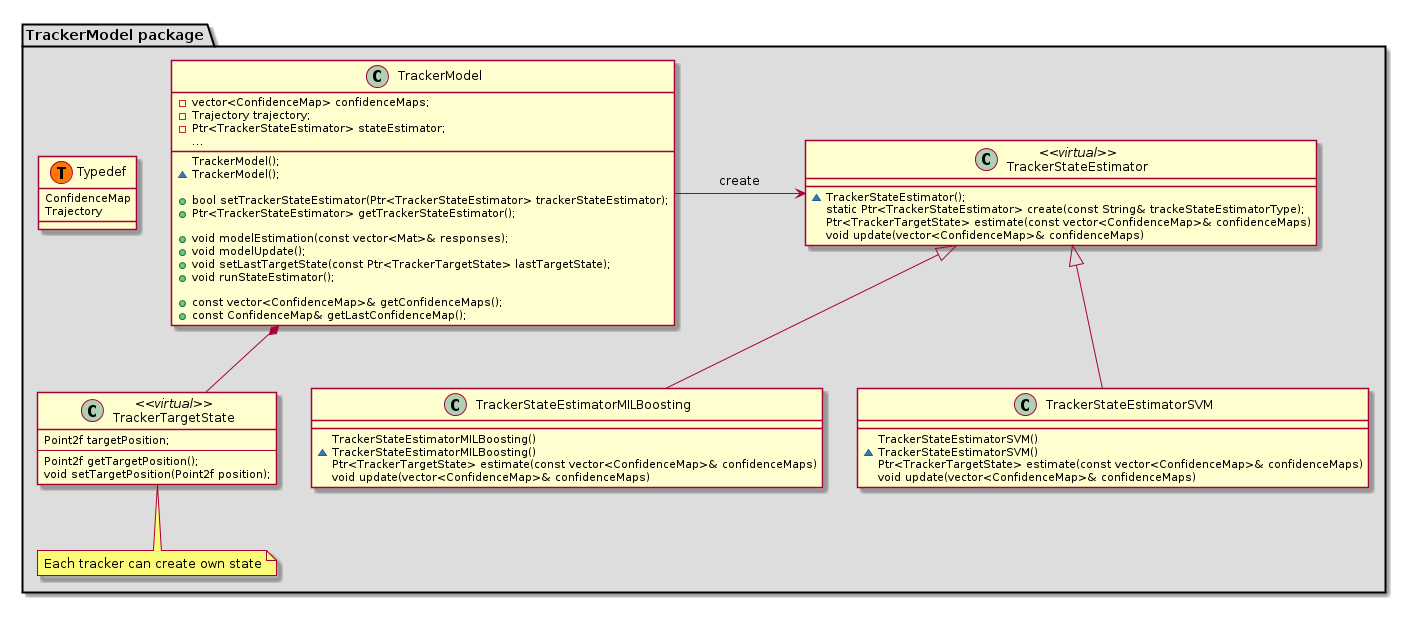 TrackerModel package
C TrackerModel
vector<ConfidenceMap> confidenceMaps;
Trajectory trajectory;
Ptr<TrackerStateEstimator> stateEstimator;
...
TrackerModel();
TrackerModel();
bool setTrackerStateEstimator(Ptr<TrackerStateEstimator> trackerStateEstimator);
Ptr<TrackerStateEstimator> getTrackerStateEstimator();
void modelEstimation(const vector<Mat>& responses);
void modelUpdate();
void setLastTargetState(const Ptr<TrackerTargetState> lastTargetState);
void runStateEstimator();
const vector<ConfidenceMap>& getConfidenceMaps();
const ConfidenceMap& getLastConfidenceMap();
T Typedef
ConfidenceMap
Trajectory
create
C <<virtual>>
TrackerStateEstimator
TrackerStateEstimator();
static Ptr<TrackerStateEstimator> create(const String& trackeStateEstimatorType);
Ptr<TrackerTargetState> estimate(const vector<ConfidenceMap>& confidenceMaps)
void update(vector<ConfidenceMap>& confidenceMaps)
C <<virtual>>
TrackerTargetState
Point2f targetPosition;
Point2f getTargetPosition();
void setTargetPosition(Point2f position);
C TrackerStateEstimatorMILBoosting
TrackerStateEstimatorMILBoosting()
TrackerStateEstimatorMILBoosting()
Ptr<TrackerTargetState> estimate(const vector<ConfidenceMap>& confidenceMaps)
void update(vector<ConfidenceMap>& confidenceMaps)
C TrackerStateEstimatorSVM
TrackerStateEstimatorSVM()
TrackerStateEstimatorSVM()
Ptr<TrackerTargetState> estimate(const vector<ConfidenceMap>& confidenceMaps)
void update(vector<ConfidenceMap>& confidenceMaps)
Each tracker can create own state